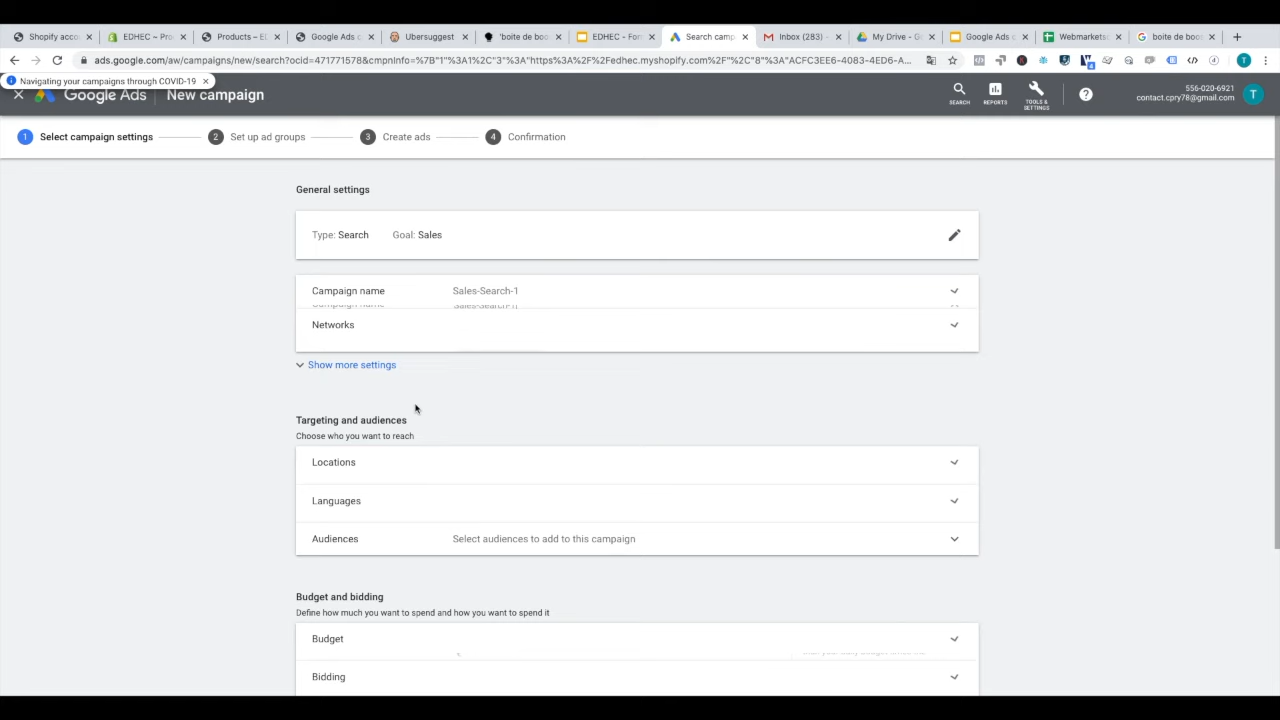 Shopify acco
EDHEC – Pro
Products – E
Google Ads
Ubersuggest
'boite de boo
EDHEC - For
Search camp
Inbox (283) -
My Drive - G
Google Ads
Webmarkets
boite de boos
ads.google.com/aw/campaigns/new/search?ocid=471771578&cmpnInfo=%7B"1"%3A1%2C"3"%3A"https%3A%2F%2Fedhec.myshopify.com%2F"%2C"8"%3A"ACFC3EE6-4083-4ED6-A...
Navigating your campaigns through COVID-19
Google Ads
New campaign
SEARCH
REPORTS
TOOLS & SETTINGS
556-020-6921
contact.cpry78@gmail.com
T
1 Select campaign settings
2 Set up ad groups
3 Create ads
4 Confirmation
General settings
Type: Search Goal: Sales
Campaign name Sales-Search-1
Networks
Show more settings
Targeting and audiences
Choose who you want to reach
Locations
Languages
Audiences Select audiences to add to this campaign
Budget and bidding
Define how much you want to spend and how you want to spend it
Budget
Bidding